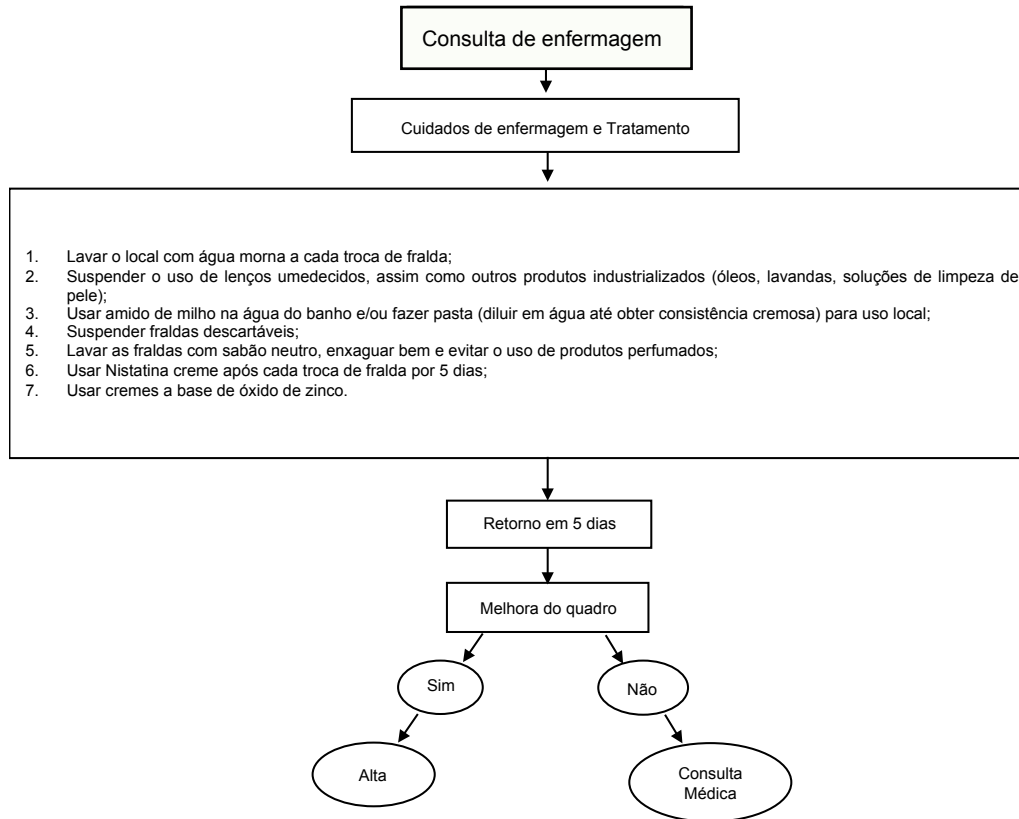 Consulta de enfermagem
Cuidados de enfermagem e Tratamento
1. Lavar o local com água morna a cada troca de fralda;
2. Suspender o uso de lenços umedecidos, assim como outros produtos industrializados (óleos, lavandas, soluções de limpeza de
pele);
3. Usar amido de milho na água do banho e/ou fazer pasta (diluir em água até obter consistência cremosa) para uso local;
4. Suspender fraldas descartáveis;
5. Lavar as fraldas com sabão neutro, enxaguar bem e evitar o uso de produtos perfumados;
6. Usar Nistatina creme após cada troca de fralda por 5 dias;
7. Usar cremes a base de óxido de zinco.
Retorno em 5 dias
Melhora do quadro
Sim
Não
Alta
Consulta
Médica